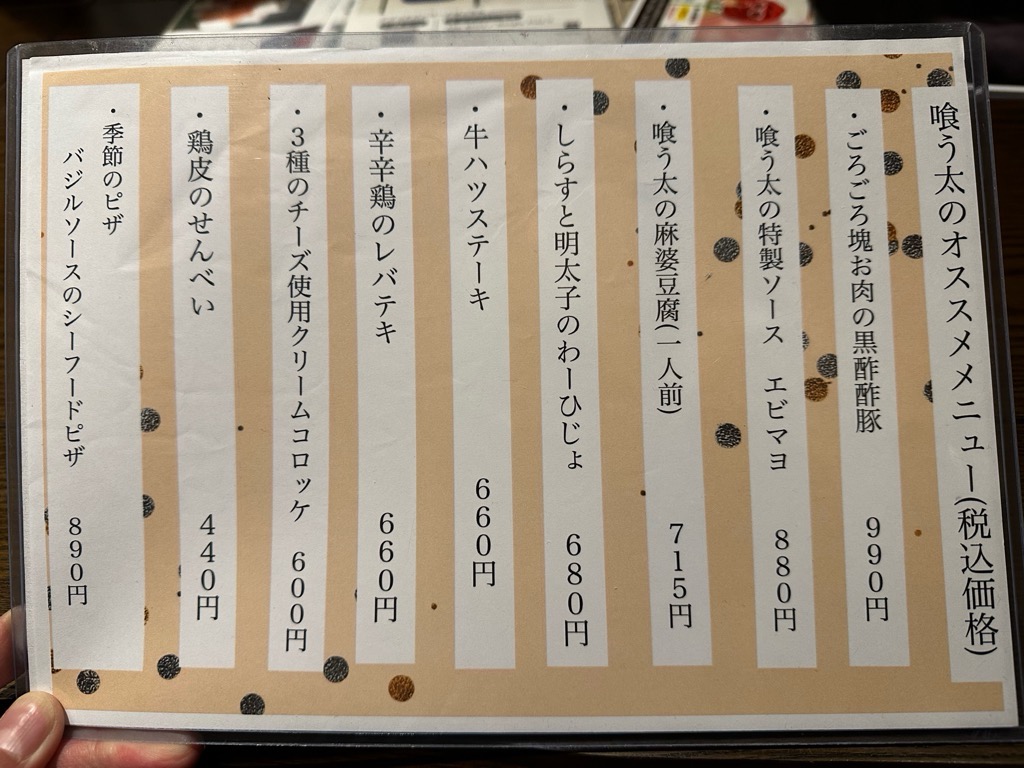 喰う太のオススメメニュー(税込価格)
・ごろごろ塊お肉の黒酢酢豚 990円
・喰う太の特製ソース エビマヨ 880円
・喰う太の麻婆豆腐(一人前) 715円
・しらすと明太子のわーひじょ 680円
・牛ハツステーキ 660円
・辛辛鶏のレバテキ 660円
・3種のチーズ使用クリームコロッケ 600円
・鶏皮のせんべい 440円
・季節のピザ
バジルソースのシーフードピザ 890円